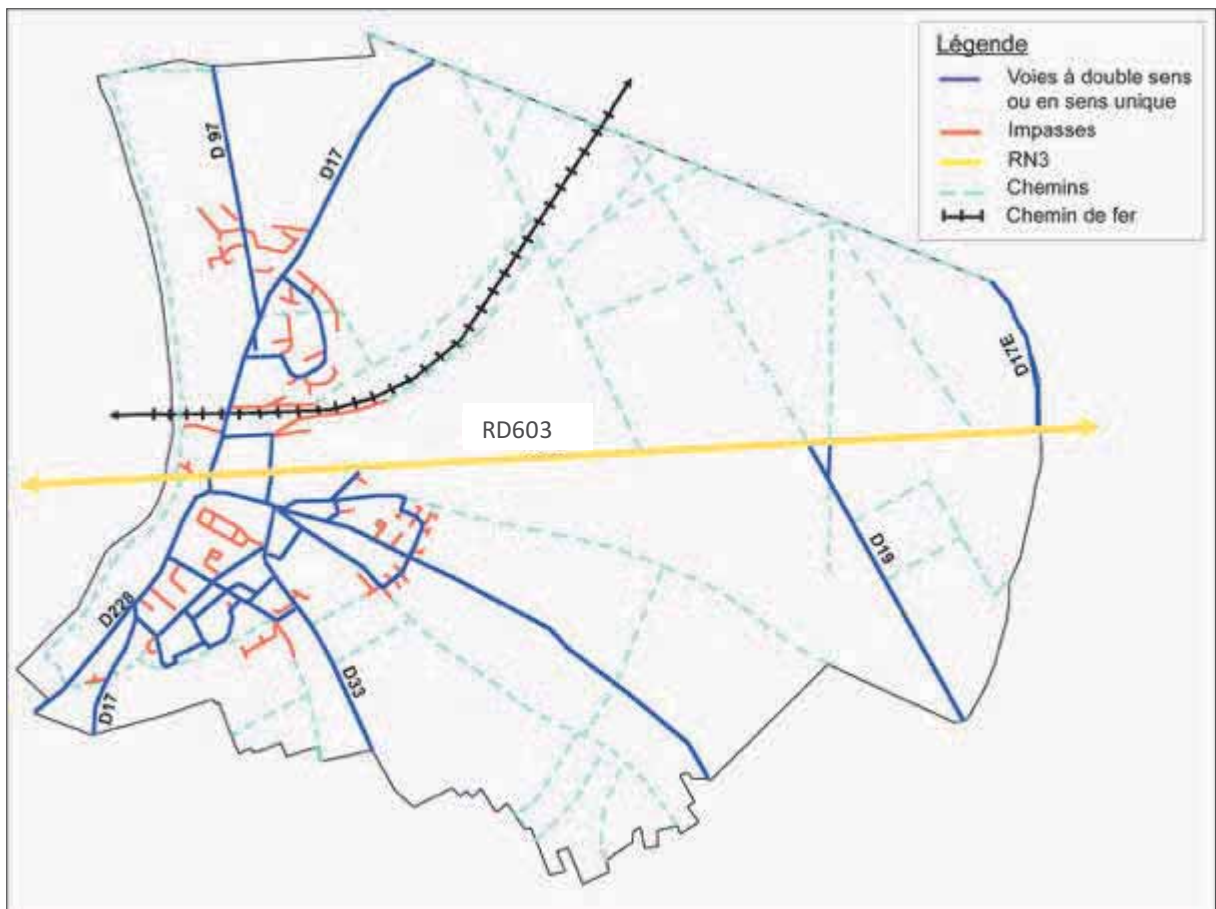 Légende
Voies à double sens
ou en sens unique
Impasses
RN3
Chemins
Chemin de fer
D 97
D17
D17E
RD603
D19
D228
D17
D33